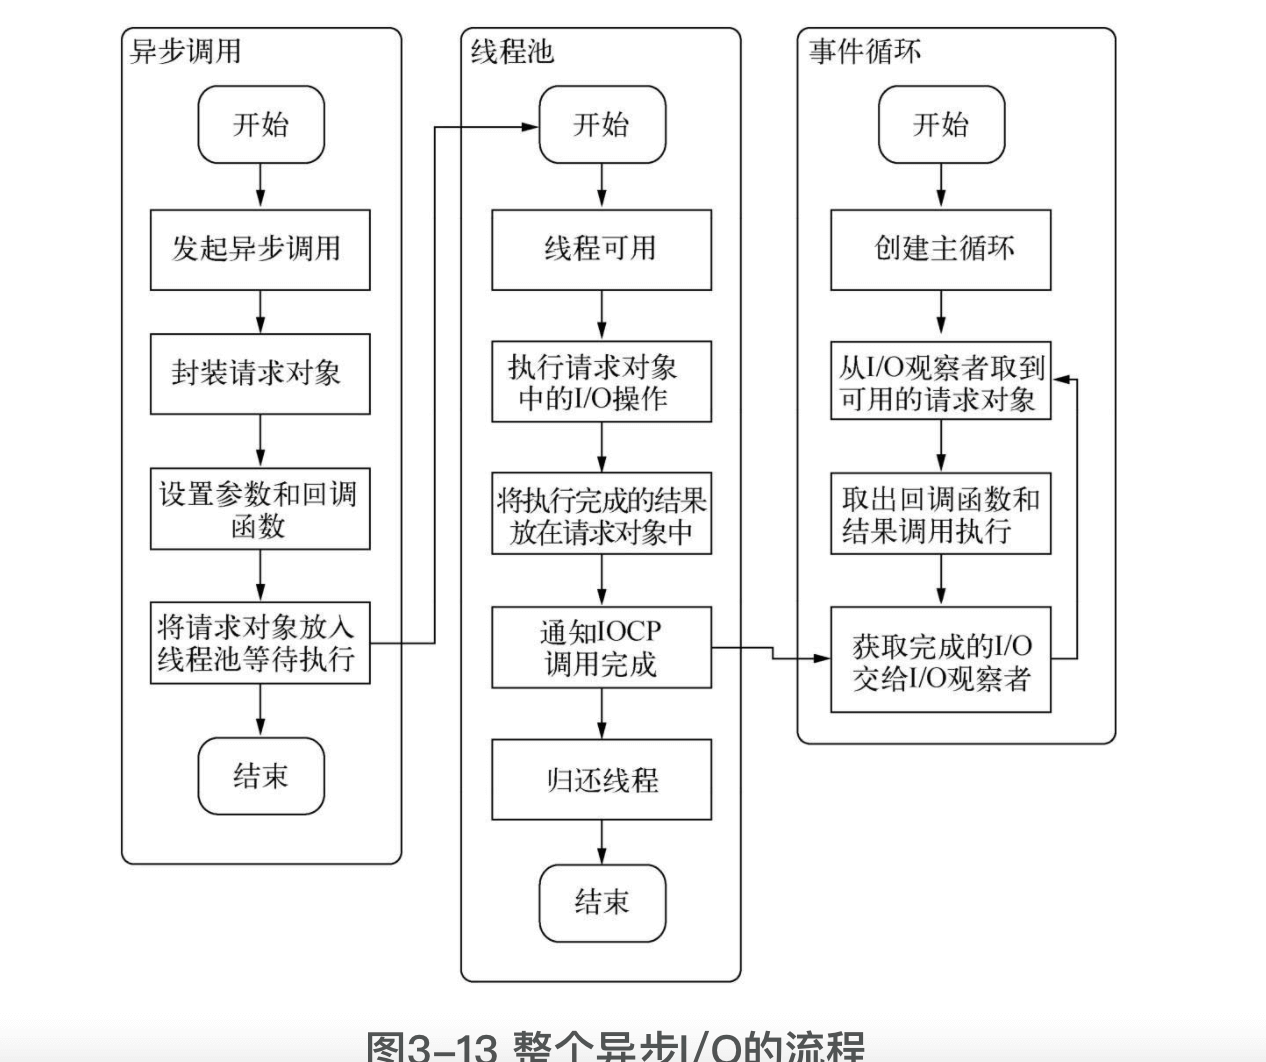 异步调用
开始
发起异步调用
封装请求对象
设置参数和回调
函数
将请求对象放入
线程池等待执行
结束
线程池
开始
线程可用
执行请求对象
中的I/O操作
将执行完成的结果
放在请求对象中
通知IOCP
调用完成
归还线程
结束
事件循环
开始
创建主循环
从I/O观察者取到
可用的请求对象
取出回调函数和
结果调用执行
获取完成的I/O
交给I/O观察者
图3-13 整个异步I/O的流程